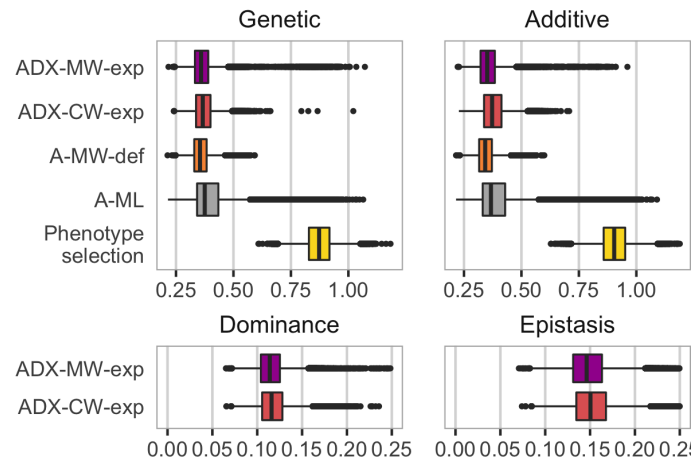 Genetic Additive
ADX-MW-exp
ADX-CW-exp
A-MW-def
A-ML
Phenotype
selection
0.25 0.50 0.75 1.00 0.25 0.50 0.75 1.00
Dominance Epistasis
ADX-MW-exp
ADX-CW-exp
0.00 0.05 0.10 0.15 0.20 0.25 0.00 0.05 0.10 0.15 0.20 0.25